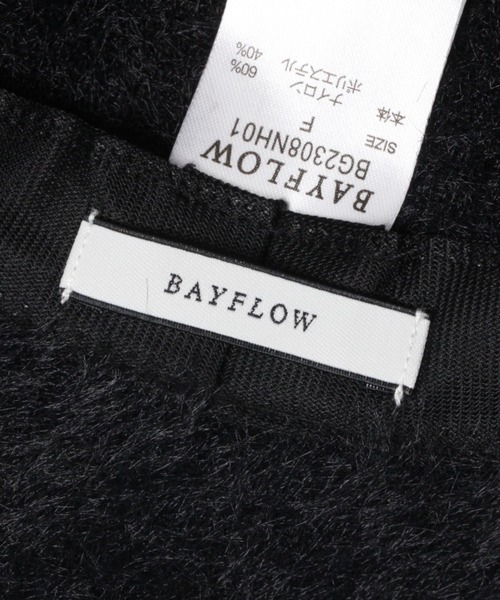 BAYFLOW
BG2308NH01
SIZE F
本体
ナイロン 60%
ポリエステル 40%
BAYFLOW